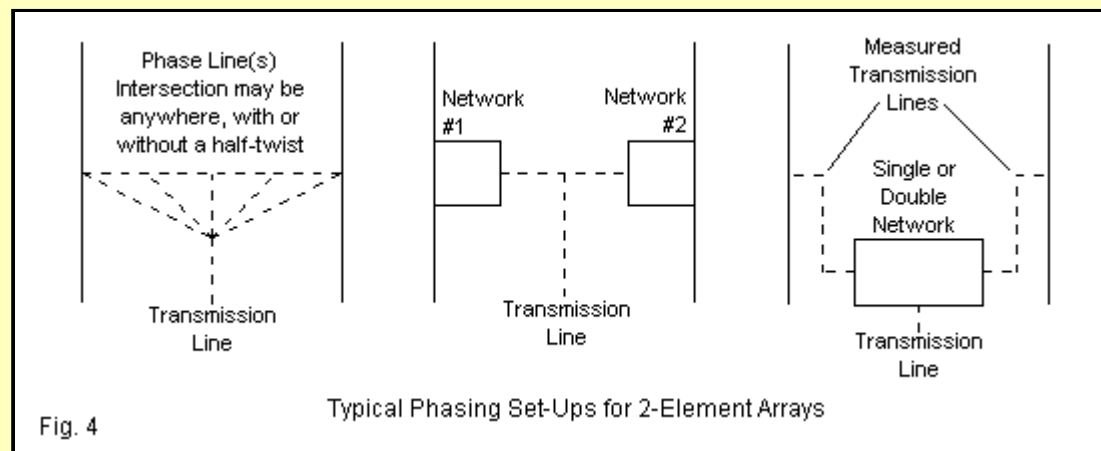 Phase Line(s)
Intersection may be
anywhere, with or
without a half-twist
Transmission
Line
Network
#1
Network
#2
Transmission
Line
Measured
Transmission
Lines
Single or
Double
Network
Transmission
Line
Typical Phasing Set-Ups for 2-Element Arrays
Fig. 4